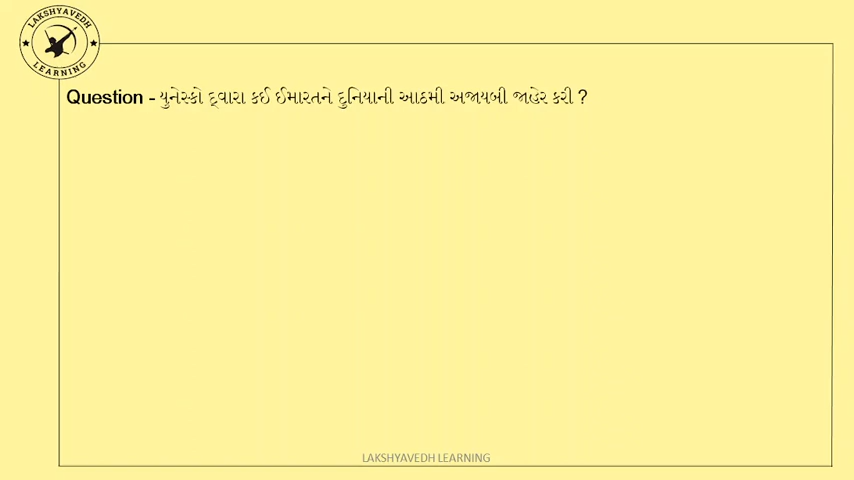 LAKSHYAVEDH
LEARNING
Question - યુનેસ્કો દ્વારા કઈ ઈમારતને દુનિયાની આઠમી અજાયબી જાહેર કરી ?
LAKSHYAVEDH LEARNING